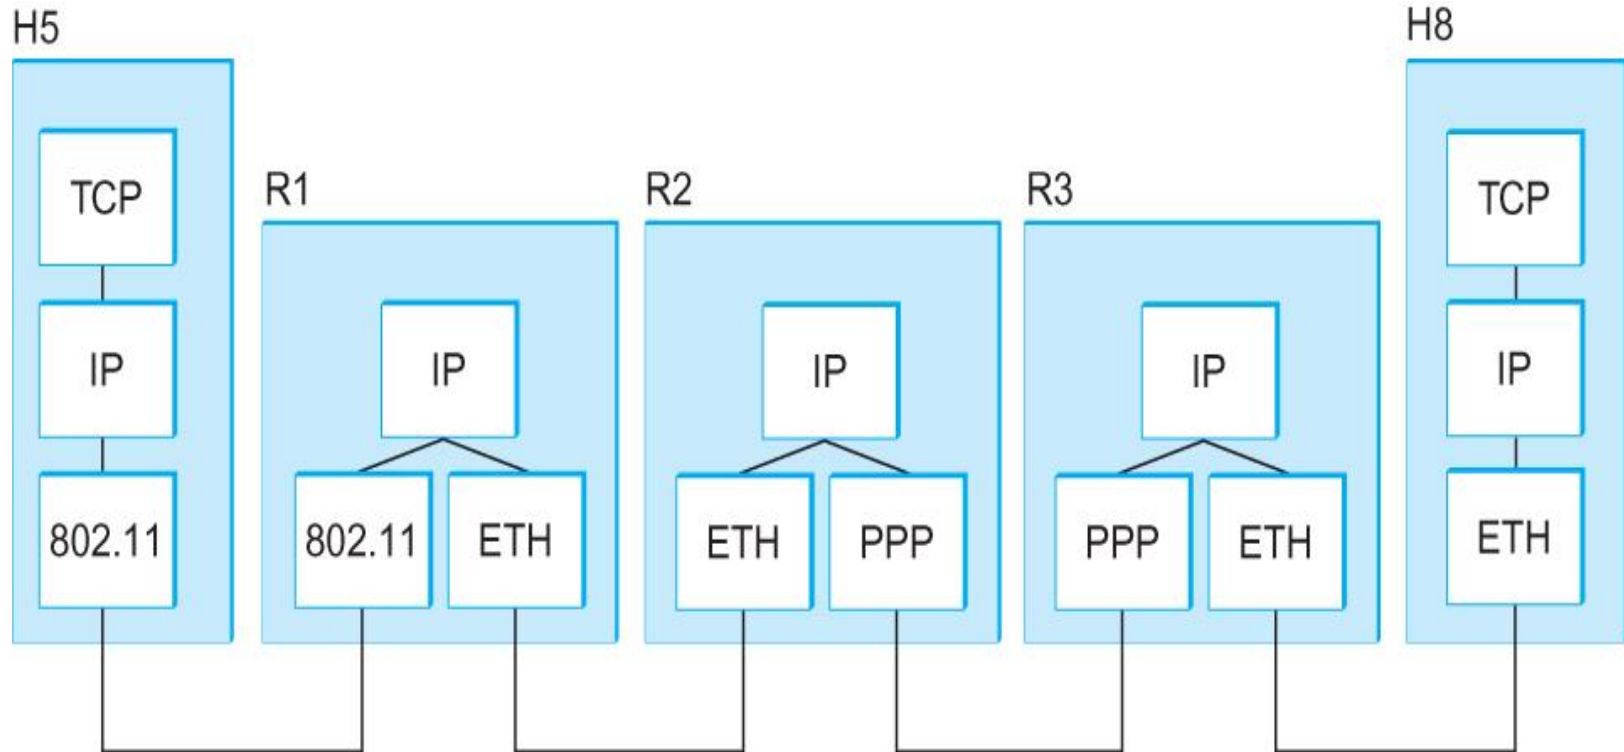 H5
TCP
IP
802.11
R1
IP
802.11
ETH
R2
IP
ETH
PPP
R3
IP
PPP
ETH
H8
TCP
IP
ETH